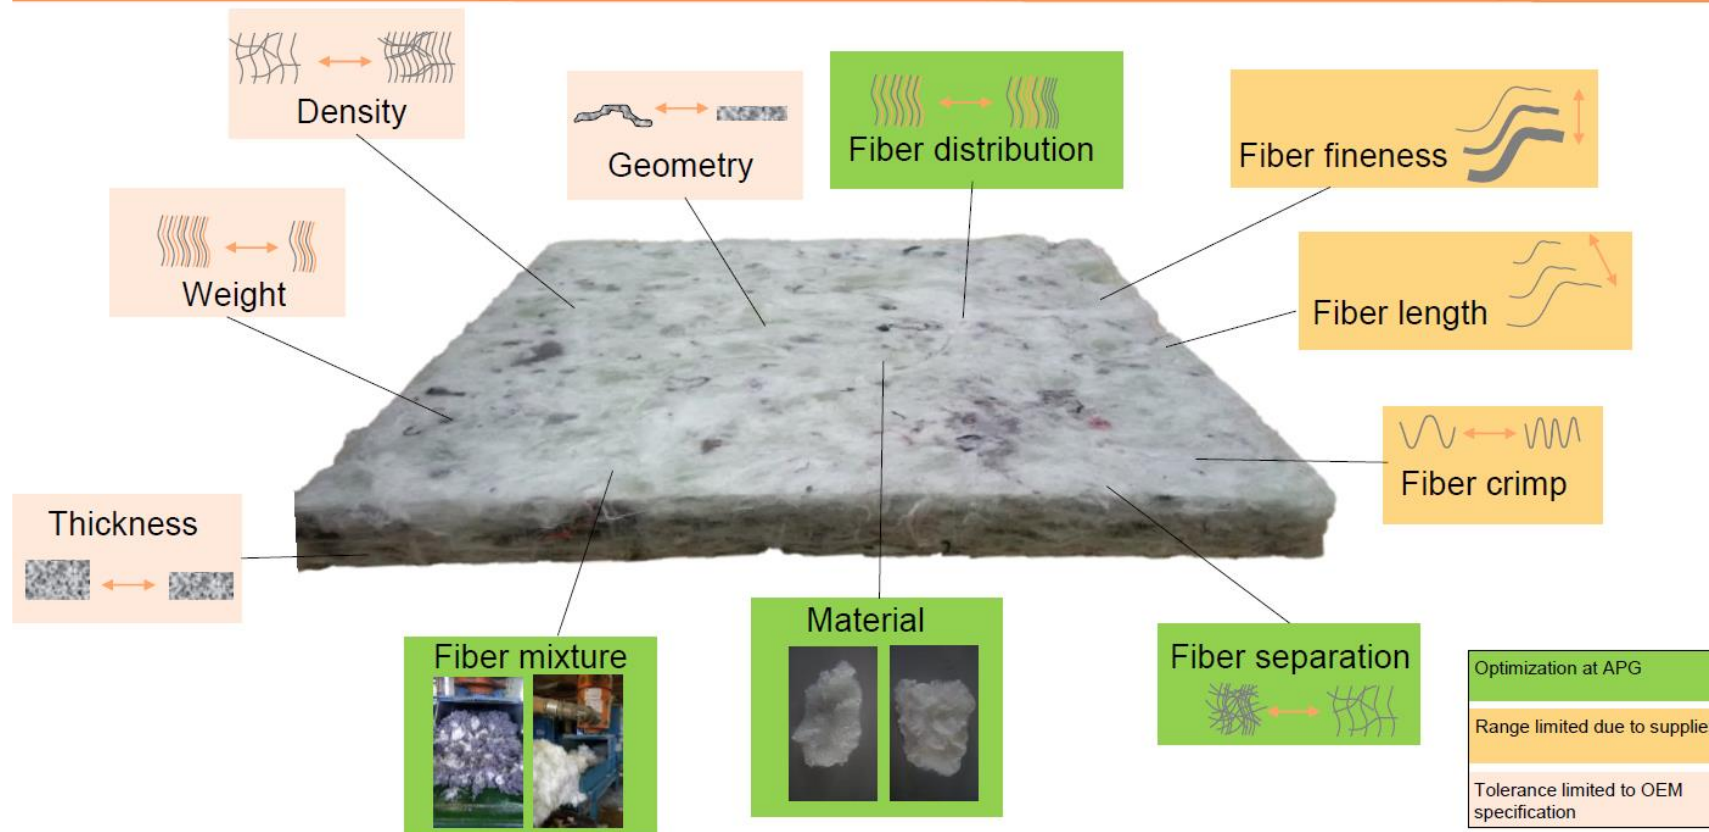 Density
Geometry
Fiber distribution
Fiber fineness
Weight
Fiber length
Fiber crimp
Thickness
Fiber mixture
Material
Fiber separation
Optimization at APG
Range limited due to supplie
Tolerance limited to OEM
specification